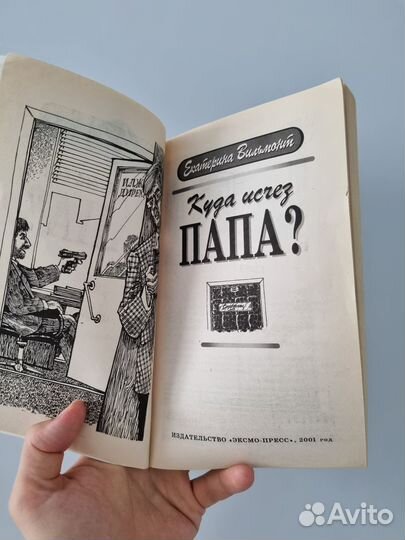 Екатерина Вильмонт
Куда исчез
ПАПА?
ИЗДАТЕЛЬСТВО «ЭКСМО-ПРЕСС», 2001 год
Avito